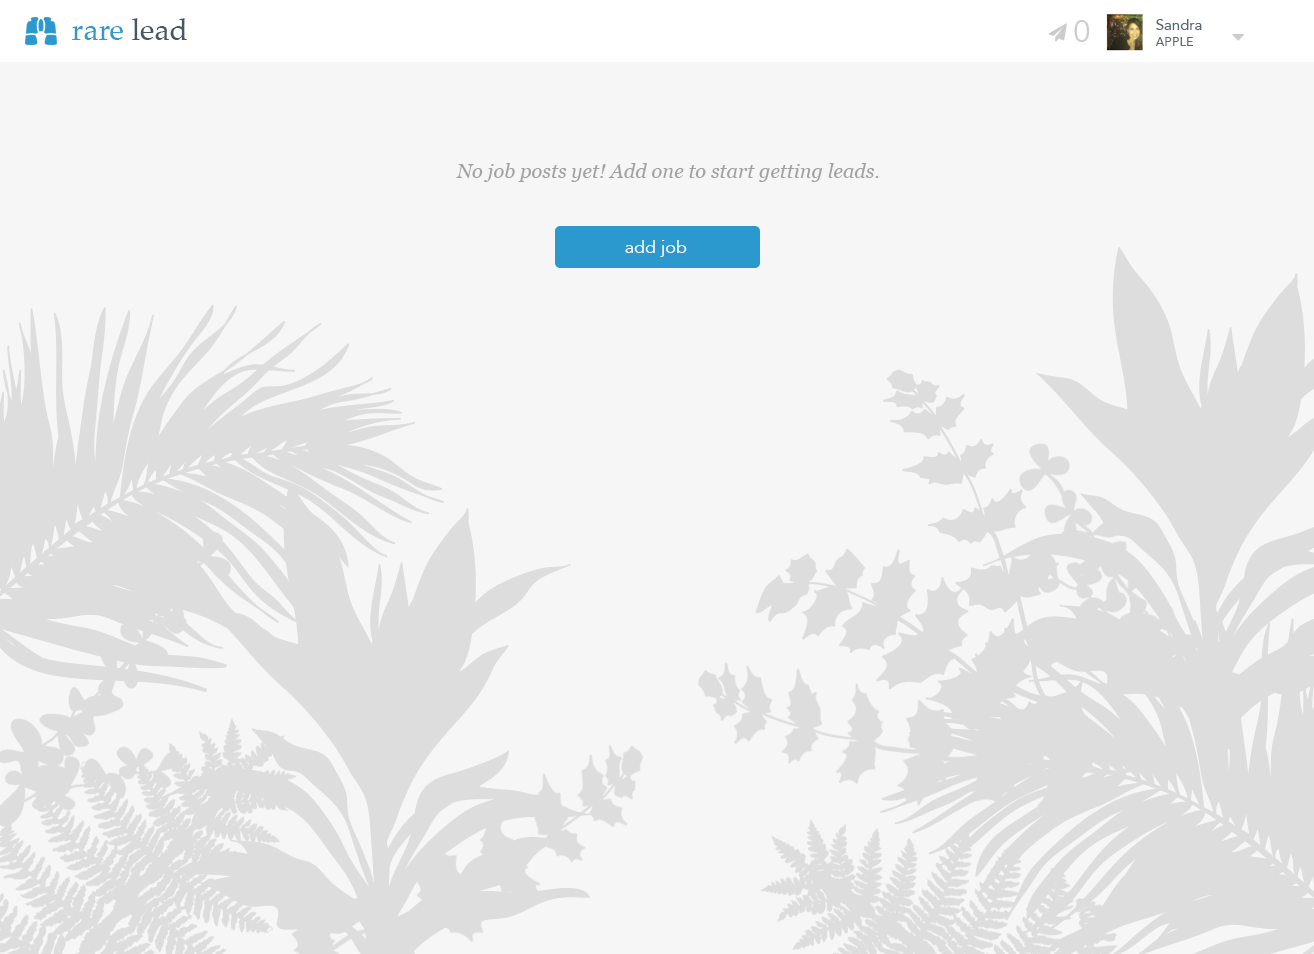 rare lead
0
Sandra
APPLE
No job posts yet! Add one to start getting leads.
add job